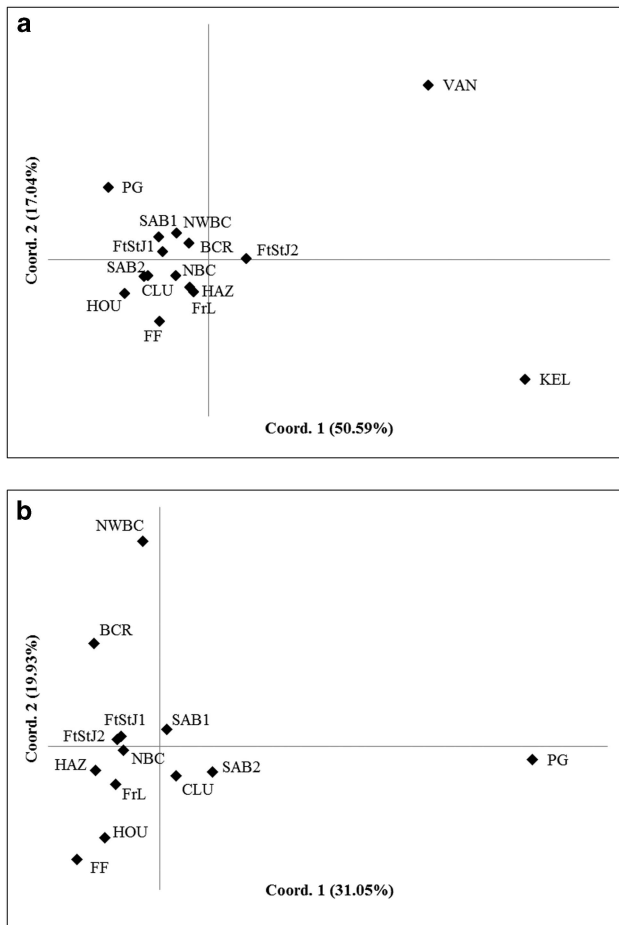 a
VAN
PG
SAB1 NWBC
FtStJ1 BCR FtStJ2
SAB2 NBC
CLU HAZ
HOU FrL
FF
KEL
Coord. 2 (17.04%)
Coord. 1 (50.59%)
b
NWBC
BCR
FtStJ1 SAB1
FtStJ2
NBC PG
HAZ SAB2
FrL CLU
HOU
FF
Coord. 2 (19.93%)
Coord. 1 (31.05%)